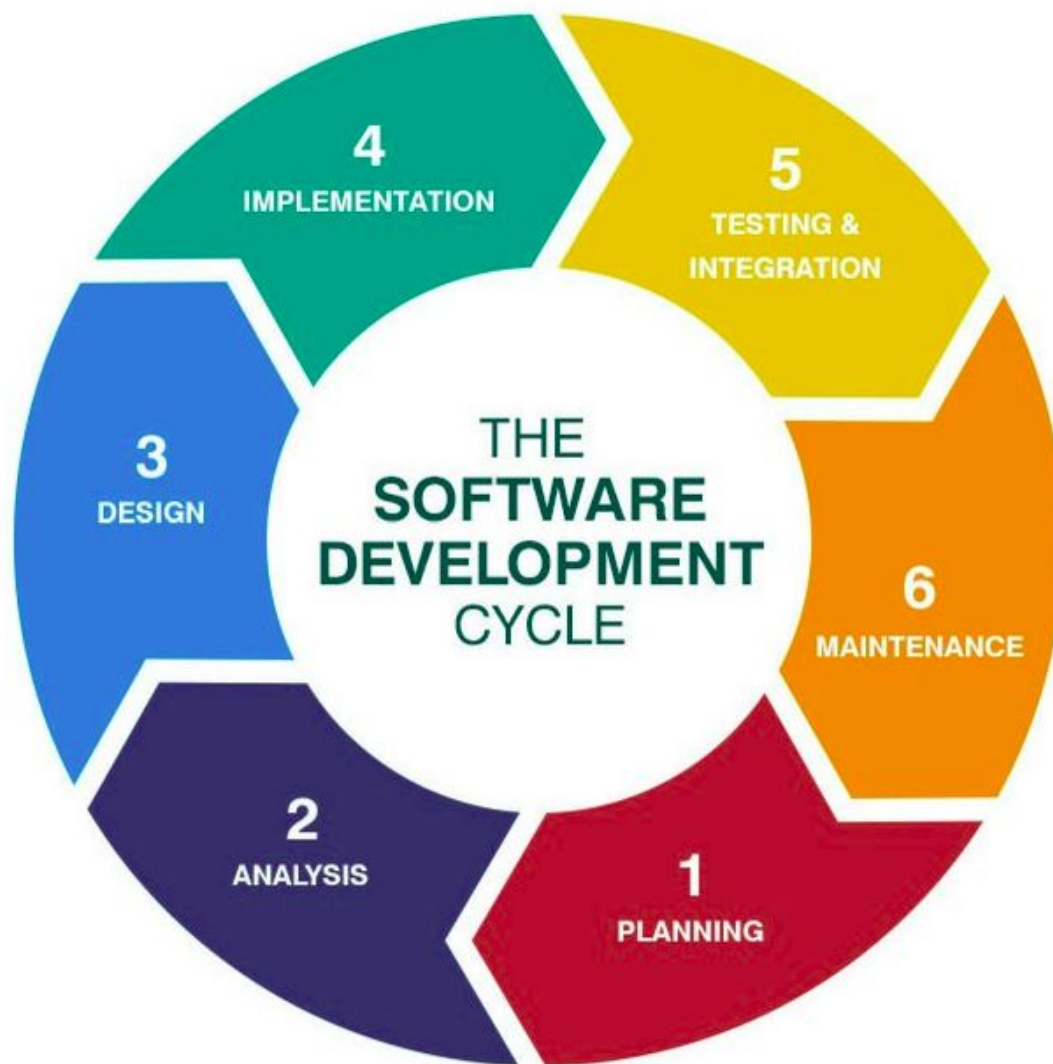 THE
SOFTWARE
DEVELOPMENT
CYCLE
1
PLANNING
2
ANALYSIS
3
DESIGN
4
IMPLEMENTATION
5
TESTING &
INTEGRATION
6
MAINTENANCE